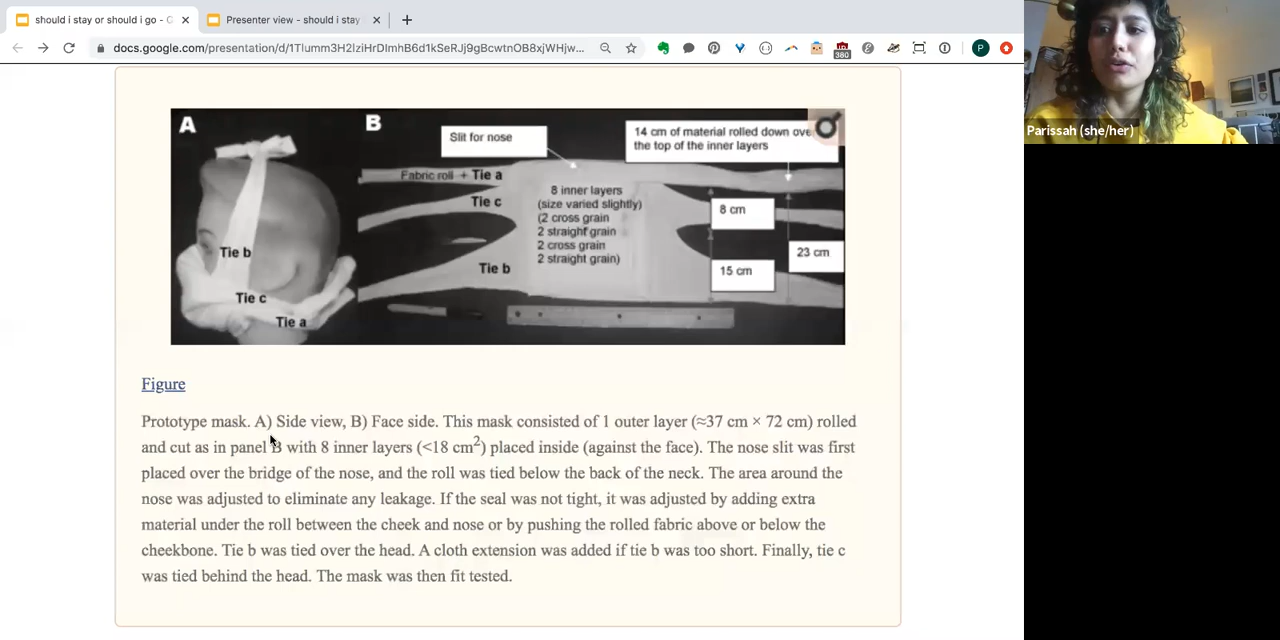 should i stay or should i go - G
Presenter view - should i stay
docs.google.com/presentation/d/1Tlumm3H2lziHrDlmhB6d1kSeRJj9gBcwtnOB8xjWHjw...
380
P
Parissah (she/her)
A
B
Slit for nose
14 cm of material rolled down over
the top of the inner layers
Fabric roll + Tie a
Tie c
8 inner layers
(size varied slightly)
(2 cross grain
2 straight grain
2 cross grain
2 straight grain)
8 cm
Tie b
Tie b
23 cm
15 cm
Tie c
Tie a
Figure
Prototype mask. A) Side view, B) Face side. This mask consisted of 1 outer layer (≈37 cm × 72 cm) rolled
and cut as in panel B with 8 inner layers (<18 cm2) placed inside (against the face). The nose slit was first
placed over the bridge of the nose, and the roll was tied below the back of the neck. The area around the
nose was adjusted to eliminate any leakage. If the seal was not tight, it was adjusted by adding extra
material under the roll between the cheek and nose or by pushing the rolled fabric above or below the
cheekbone. Tie b was tied over the head. A cloth extension was added if tie b was too short. Finally, tie c
was tied behind the head. The mask was then fit tested.